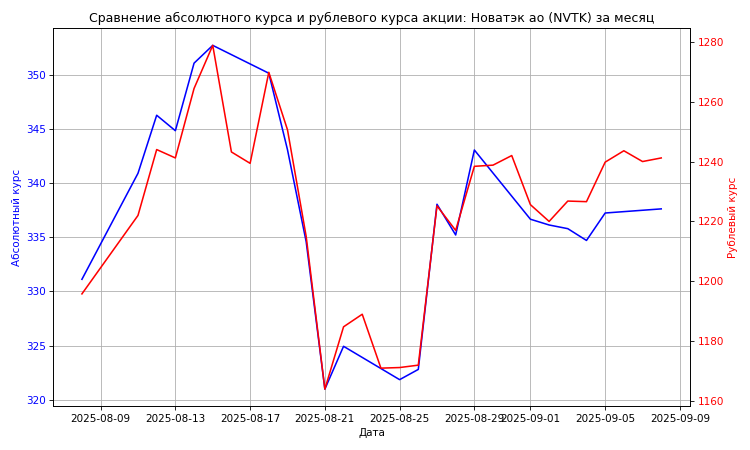 Сравнение абсолютного курса и рублевого курса акции: Новатэк ао (NVTK) за месяц
Абсолютный курс
350
345
340
335
330
325
320
1280
1260
1240
1220
1200
1180
1160
Рублевый курс
2025-08-09 2025-08-13 2025-08-17 2025-08-21 2025-08-25 2025-08-29 2025-09-01 2025-09-05 2025-09-09
Дата